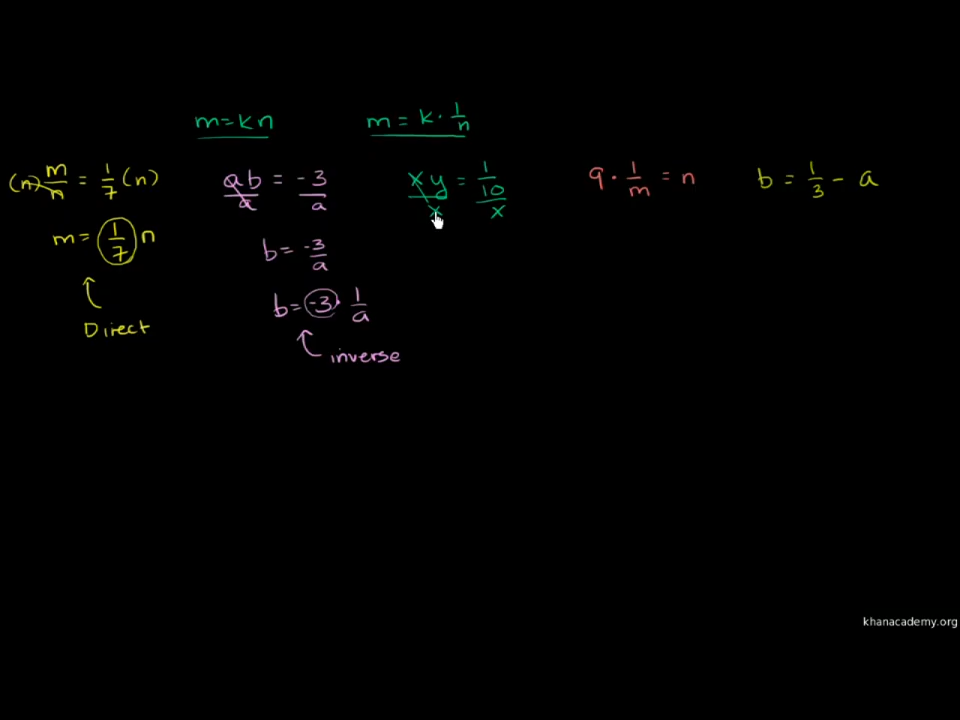 m = kn
m = k · 1/n
(n) m/n = 1/7 (n)
m = 1/7 n
Direct
ab/a = -3/a
b = -3/a
b = -3 · 1/a
inverse
xy/x = 1/10/x
9 · 1/m = n
b = 1/3 - a
khanacademy.org